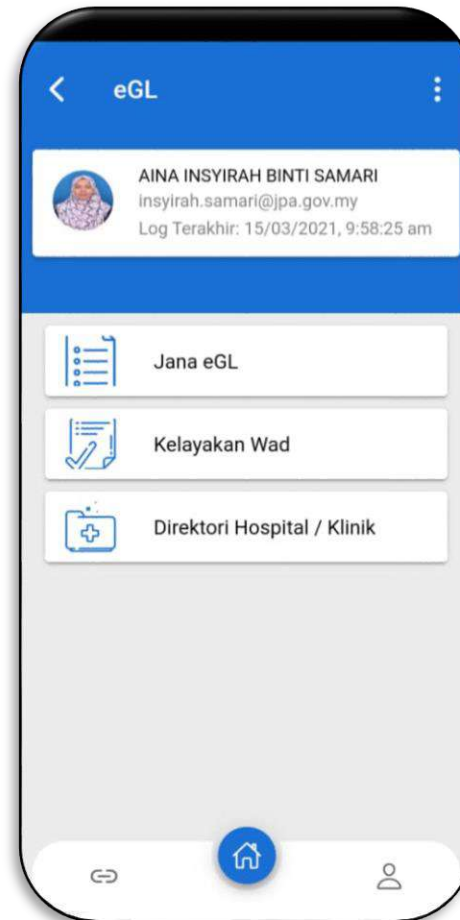 eGL
AINA INSYIRAH BINTI SAMARI
insyirah.samari@jpa.gov.my
Log Terakhir: 15/03/2021, 9:58:25 am
Jana eGL
Kelayakan Wad
Direktori Hospital / Klinik